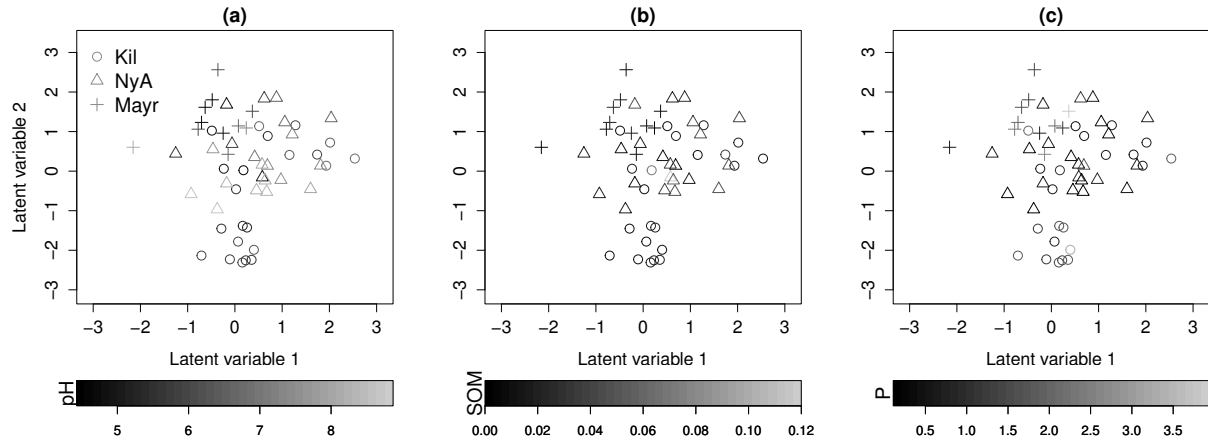 (a)
(b)
(c)
Kil
NyA
Mayr
Latent variable 2
3
2
1
0
−1
−2
−3
−3 −2 −1 0 1 2 3
Latent variable 1
3
2
1
0
−1
−2
−3
−3 −2 −1 0 1 2 3
Latent variable 1
3
2
1
0
−1
−2
−3
−3 −2 −1 0 1 2 3
Latent variable 1
pH
5 6 7 8
SOM
0.00 0.02 0.04 0.06 0.08 0.10 0.12
P
0.5 1.0 1.5 2.0 2.5 3.0 3.5